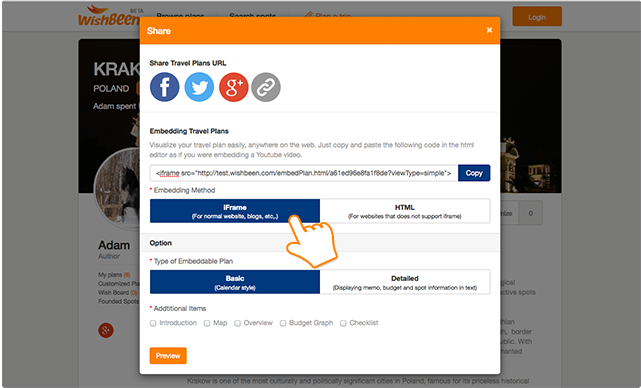 WishBeen BETA Browse plans Search spots Plan a trip Login
Share ×
KRAK
POLAND
Adam spent
Share Travel Plans URL
f g+
Embedding Travel Plans
Visualize your travel plan easily, anywhere on the web. Just copy and paste the following code in the html
editor as if you were embedding a Youtube video.
<iframe src="http://test.wishbeen.com/embedPlan.html/a61ed96e8fa1f8de?viewType=simple"> Copy
* Embedding Method
iFrame HTML
(For normal website, blogs, etc,.) (For websites that does not support iframe)
0
Adam
Author
Option
* Type of Embeddable Plan
My plans (6)
Customized Pla
Wish Board (0)
Founded Spots
Basic Detailed
(Calendar style) (Displaying memo, budget and spot information in text)
ogical
active spots
* Addtitional Items
Introduction Map Overview Budget Graph Checklist
g+
dhian
h, border
public. With
nchanted
Preview
Krakow is one of the most culturally and politically significant cities in Poland, famous for its priceless historical